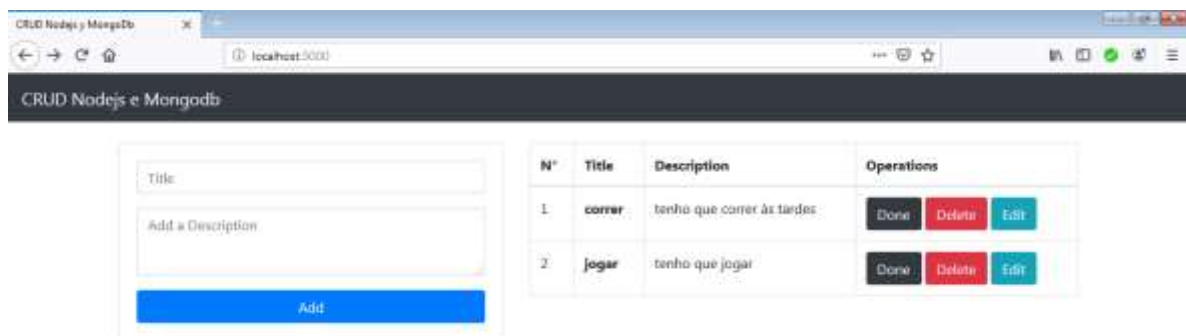 CRUD Nodejs y MongoDb
localhost:3000
CRUD Nodejs e Mongodb
Title
Add a Description
Add
N° Title Description Operations
1 correr tenho que correr às tardes Done Delete Edit
2 jogar tenho que jogar Done Delete Edit